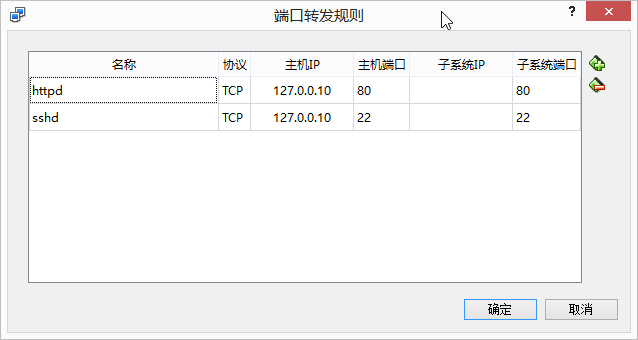 端口转发规则
?
名称 协议 主机IP 主机端口 子系统IP 子系统端口
httpd TCP 127.0.0.10 80 80
sshd TCP 127.0.0.10 22 22
确定 取消